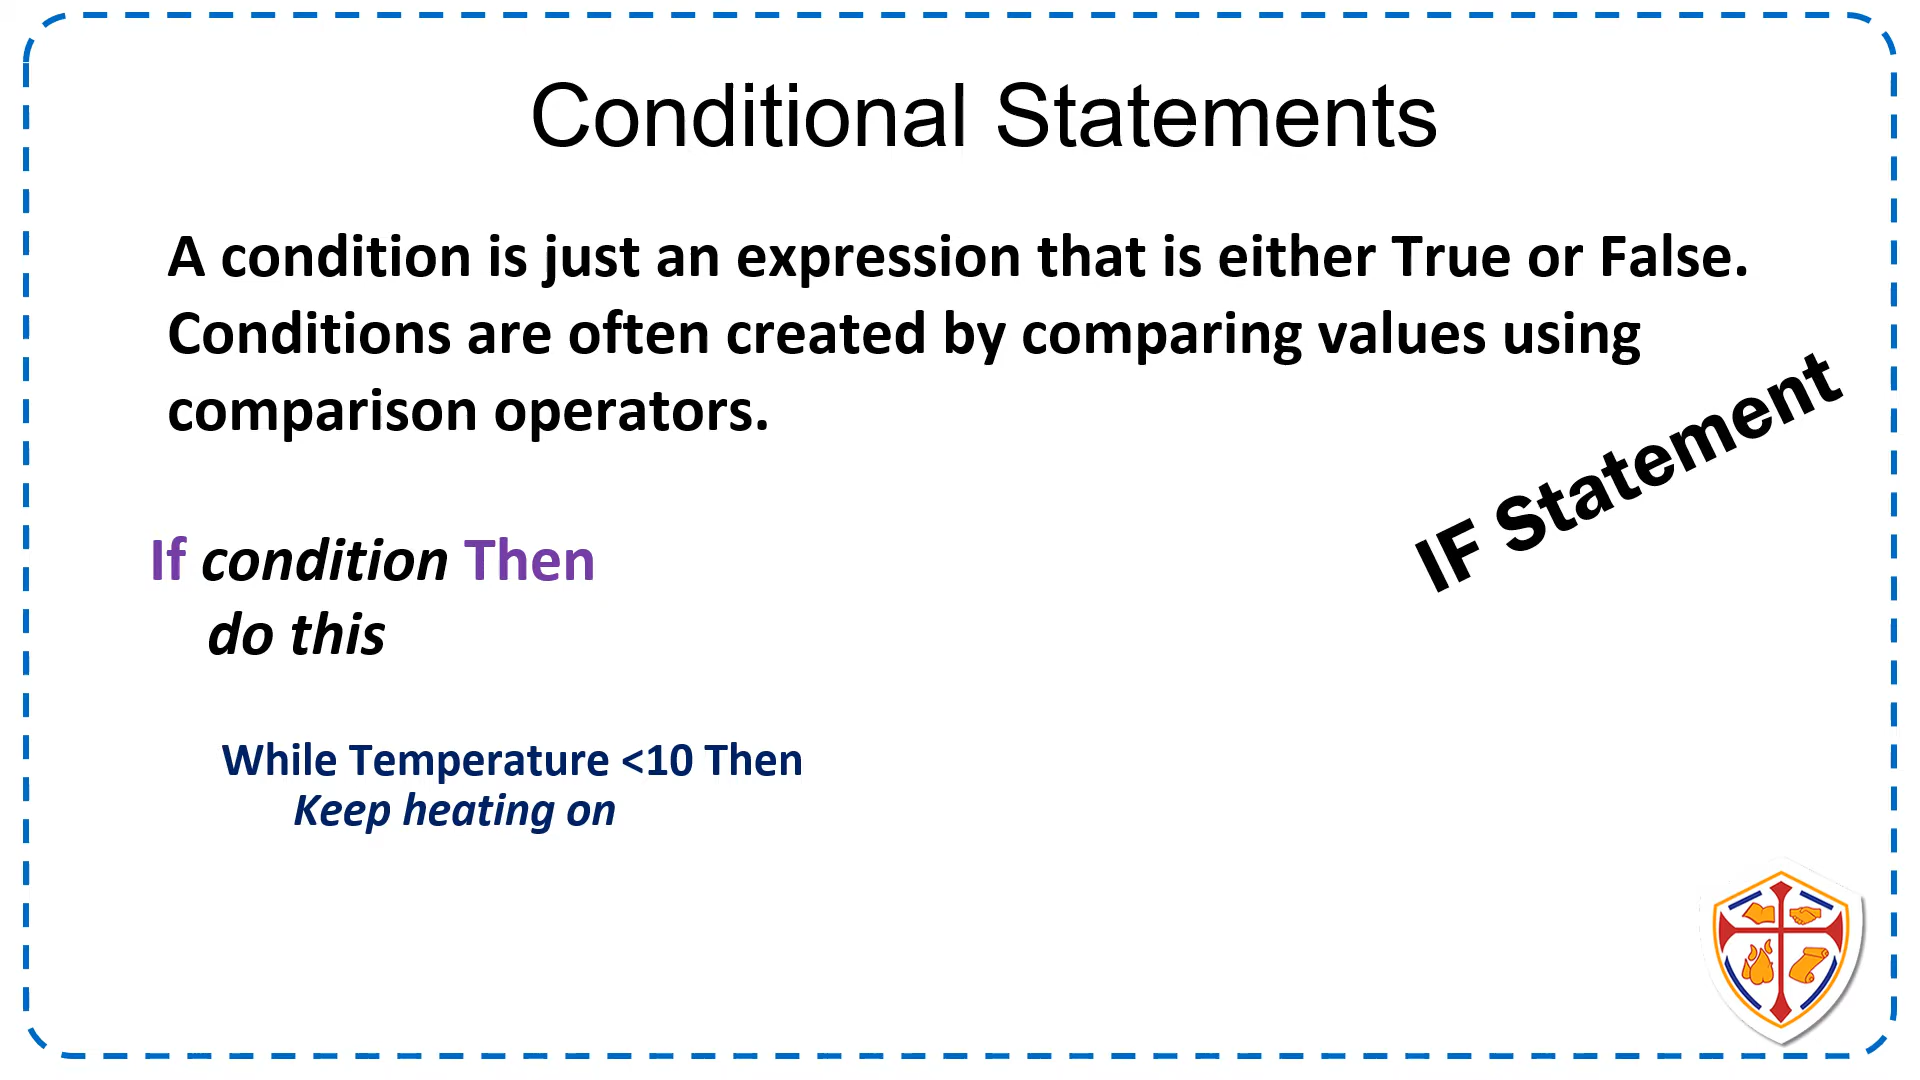 Conditional Statements
A condition is just an expression that is either True or False.
Conditions are often created by comparing values using
comparison operators.
IF Statement
If condition Then
do this
While Temperature <10 Then
Keep heating on